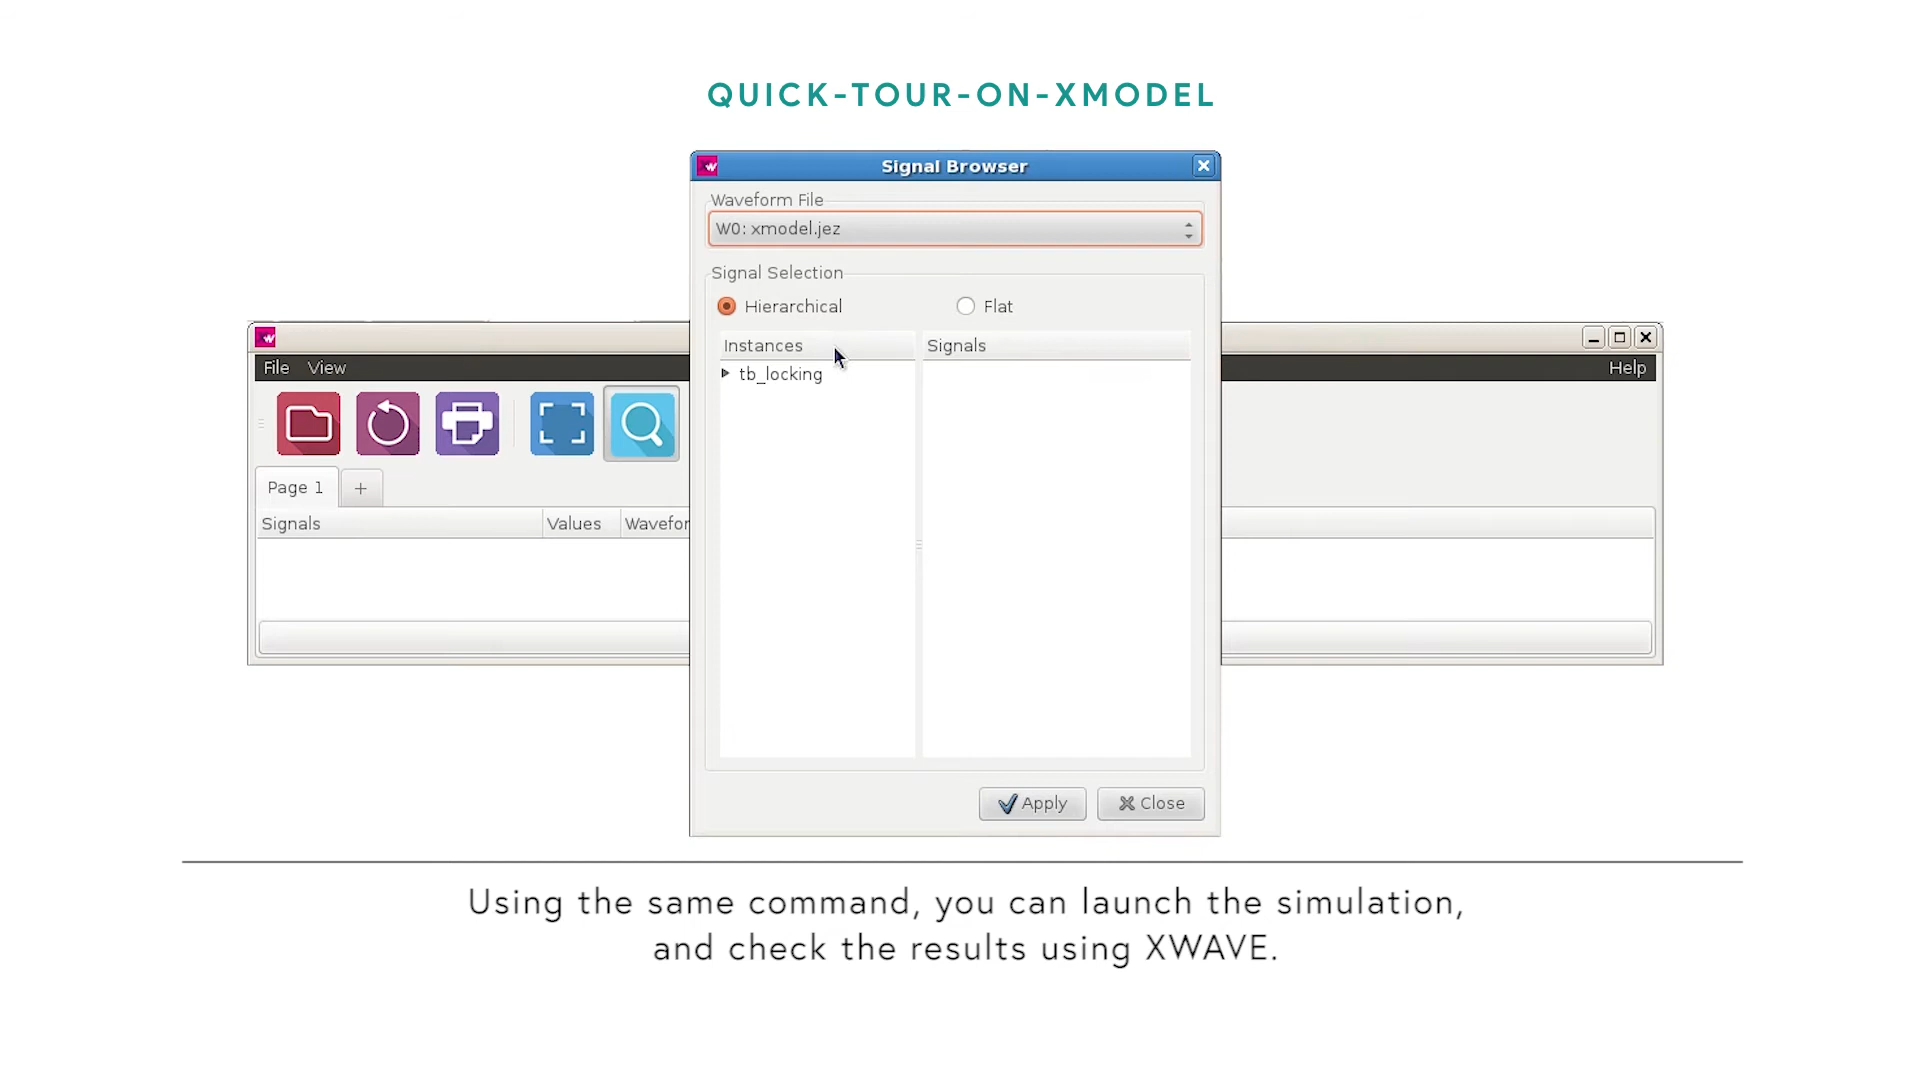 QUICK-TOUR-ON-XMODEL
Signal Browser
Waveform File
W0: xmodel.jez
Signal Selection
Hierarchical Flat
Instances Signals
tb_locking
File View Help
Page 1 +
Signals Values Wavefor
Apply Close
Using the same command, you can launch the simulation,
and check the results using XWAVE.